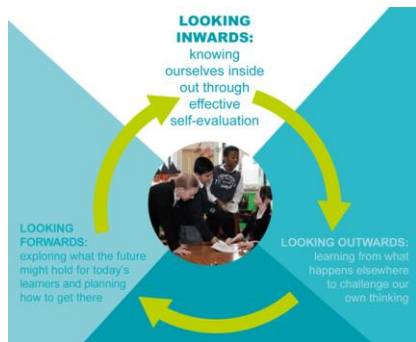 LOOKING
INWARDS:
knowing
ourselves inside
out through
effective
self-evaluation
LOOKING OUTWARDS:
learning from what
happens elsewhere
to challenge our
own thinking
LOOKING
FORWARDS:
exploring what the future
might hold for today's
learners and planning
how to get there